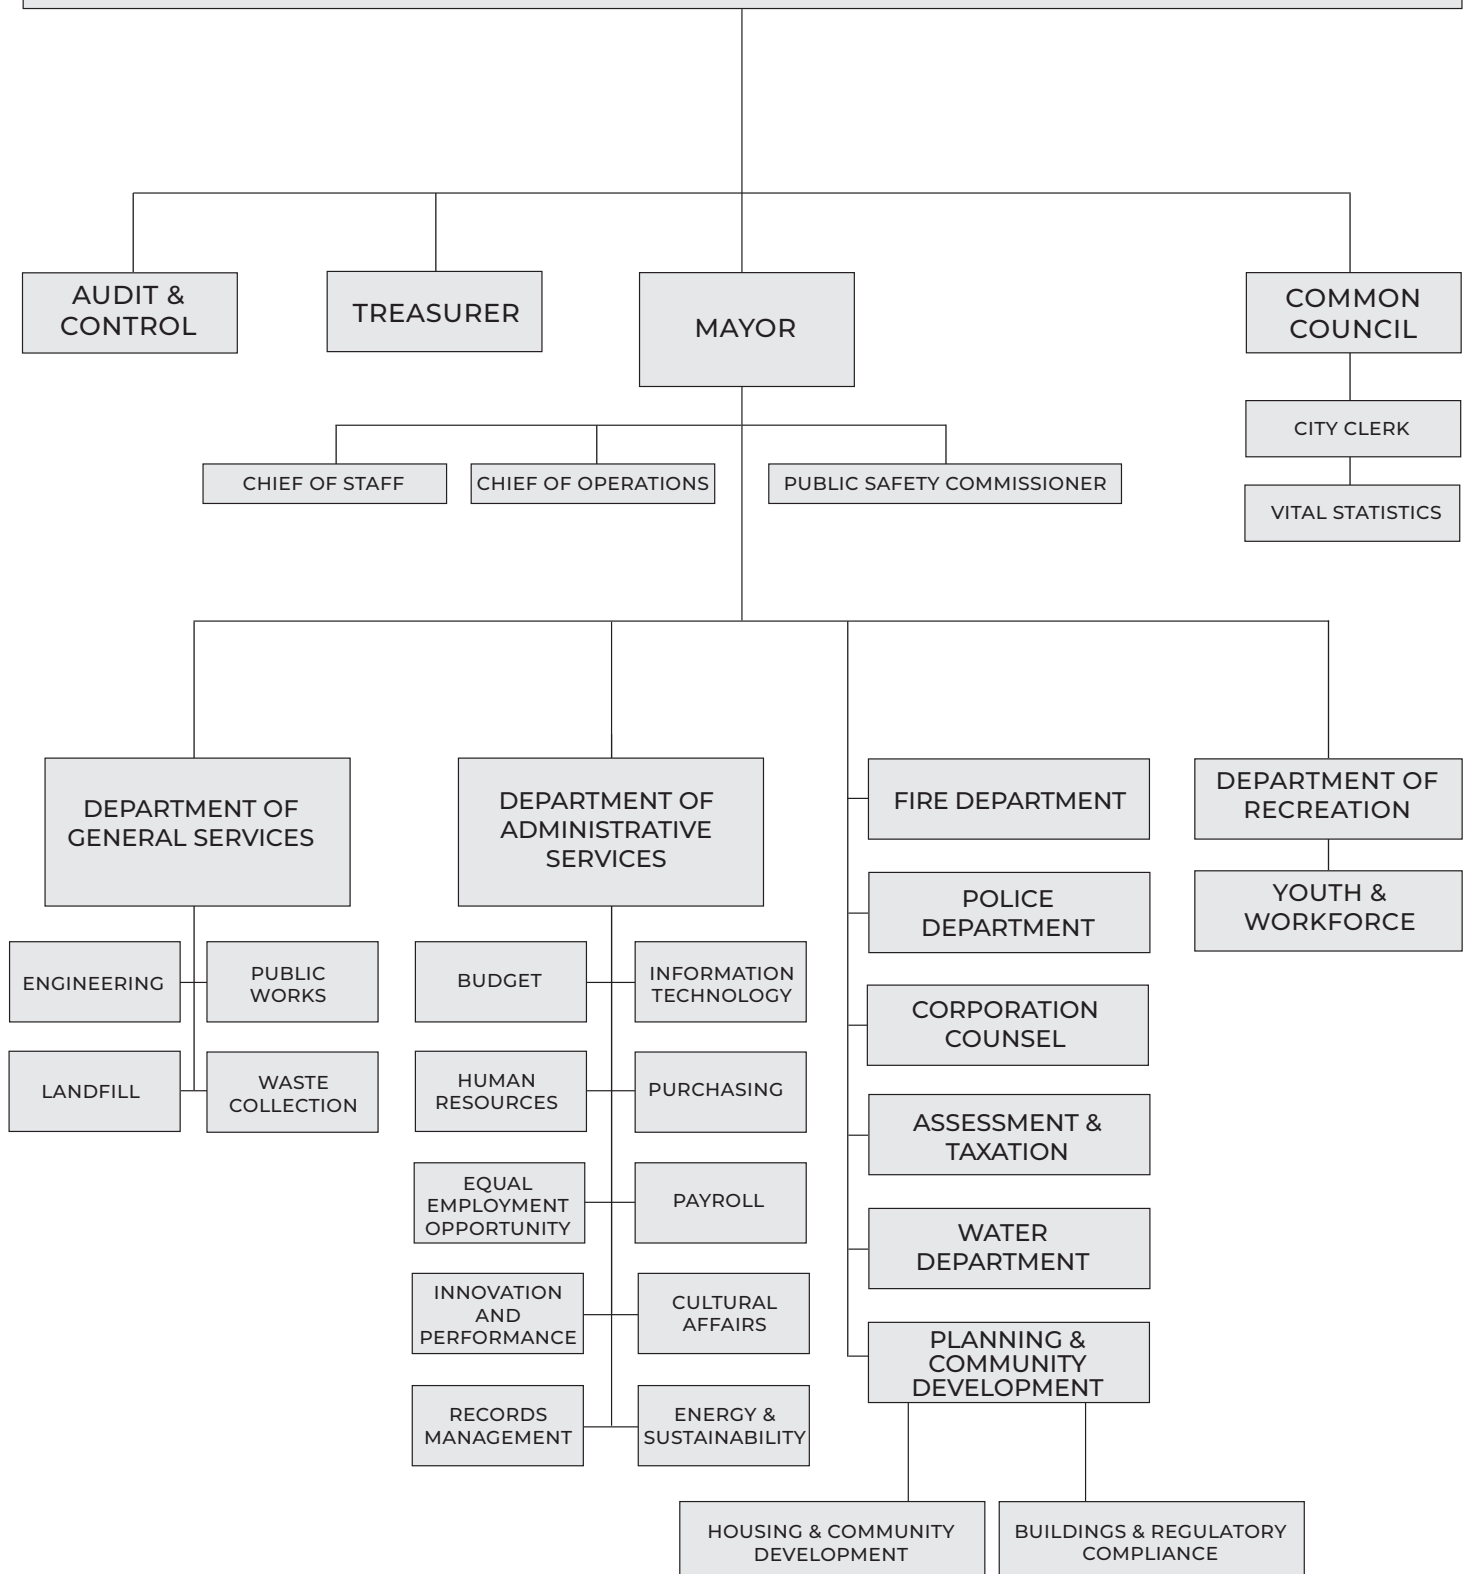 AUDIT &
CONTROL
TREASURER
MAYOR
COMMON
COUNCIL
CITY CLERK
VITAL STATISTICS
CHIEF OF STAFF
CHIEF OF OPERATIONS
PUBLIC SAFETY COMMISSIONER
DEPARTMENT OF
GENERAL SERVICES
ENGINEERING
PUBLIC
WORKS
LANDFILL
WASTE
COLLECTION
DEPARTMENT OF
ADMINISTRATIVE
SERVICES
BUDGET
INFORMATION
TECHNOLOGY
HUMAN
RESOURCES
PURCHASING
EQUAL
EMPLOYMENT
OPPORTUNITY
PAYROLL
INNOVATION
AND
PERFORMANCE
CULTURAL
AFFAIRS
RECORDS
MANAGEMENT
ENERGY &
SUSTAINABILITY
FIRE DEPARTMENT
POLICE
DEPARTMENT
CORPORATION
COUNSEL
ASSESSMENT &
TAXATION
WATER
DEPARTMENT
PLANNING &
COMMUNITY
DEVELOPMENT
HOUSING & COMMUNITY
DEVELOPMENT
BUILDINGS & REGULATORY
COMPLIANCE
DEPARTMENT OF
RECREATION
YOUTH &
WORKFORCE